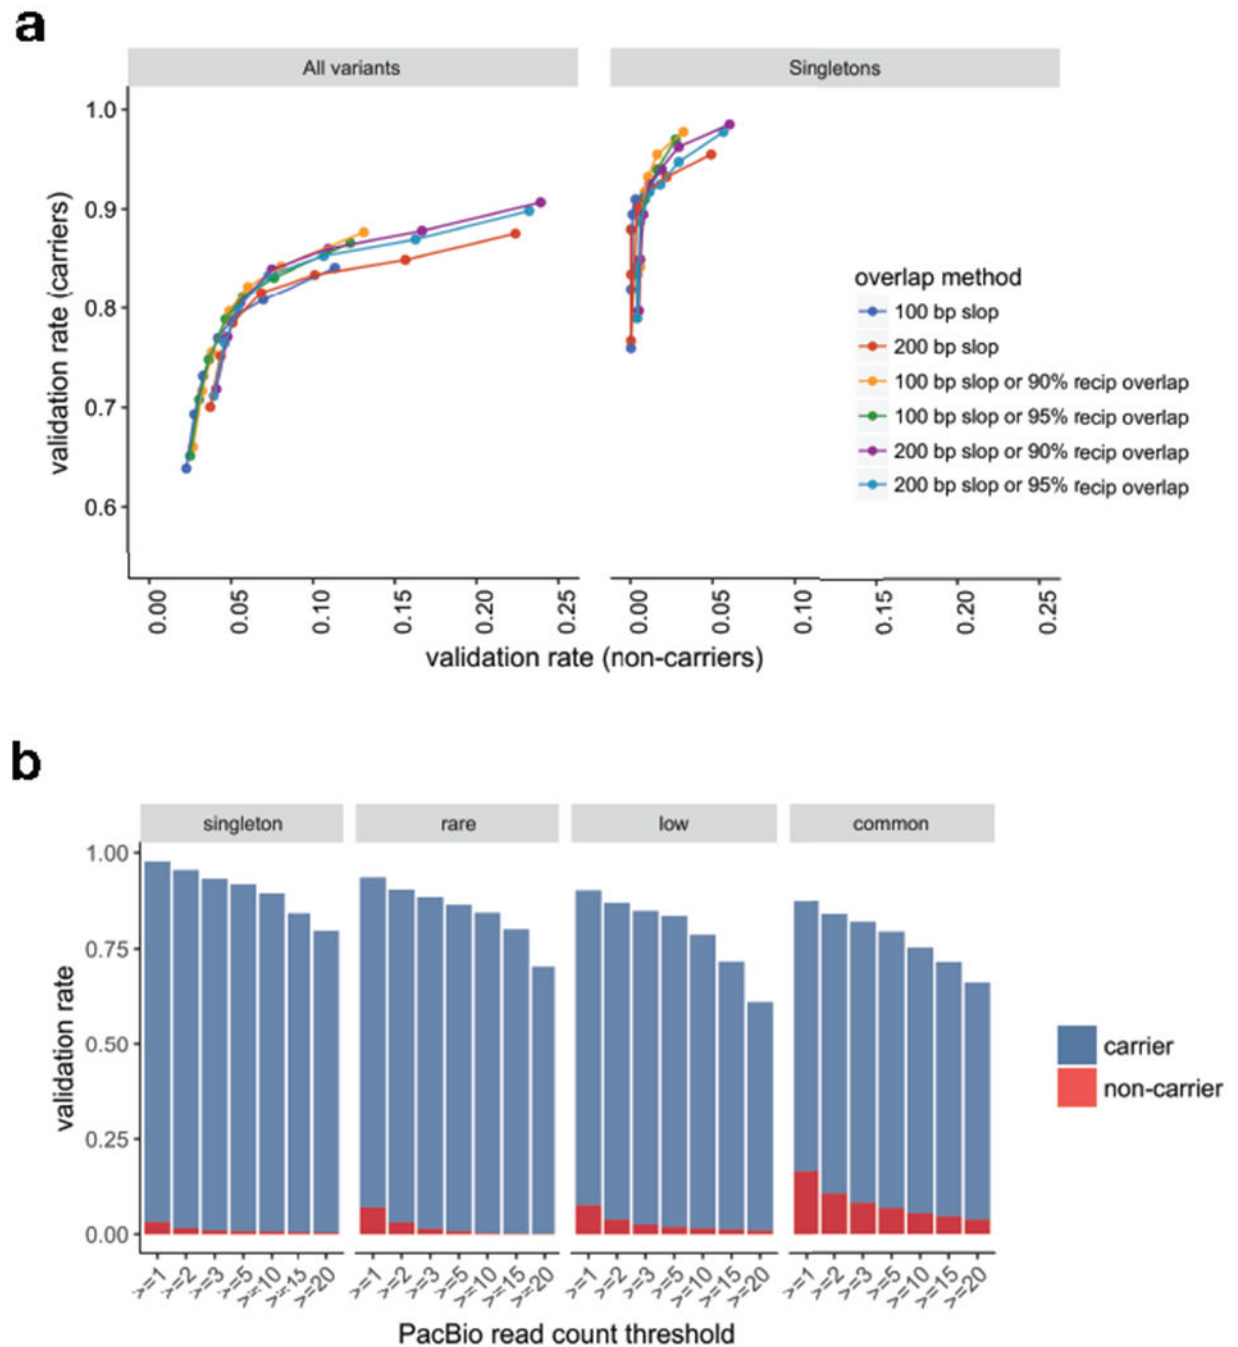 a
All variants
Singletons
1.0
0.9
0.8
0.7
0.6
validation rate (carriers)
overlap method
100 bp slop
200 bp slop
100 bp slop or 90% recip overlap
100 bp slop or 95% recip overlap
200 bp slop or 90% recip overlap
200 bp slop or 95% recip overlap
0.00 0.05 0.10 0.15 0.20 0.25
0.00 0.05 0.10 0.15 0.20 0.25
validation rate (non-carriers)
b
singleton
rare
low
common
1.00
0.75
0.50
0.25
0.00
validation rate
carrier
non-carrier
>=1 >=2 >=3 >=5 >=10 >=15 >=20
>=1 >=2 >=3 >=5 >=10 >=15 >=20
>=1 >=2 >=3 >=5 >=10 >=15 >=20
>=1 >=2 >=3 >=5 >=10 >=15 >=20
PacBio read count threshold